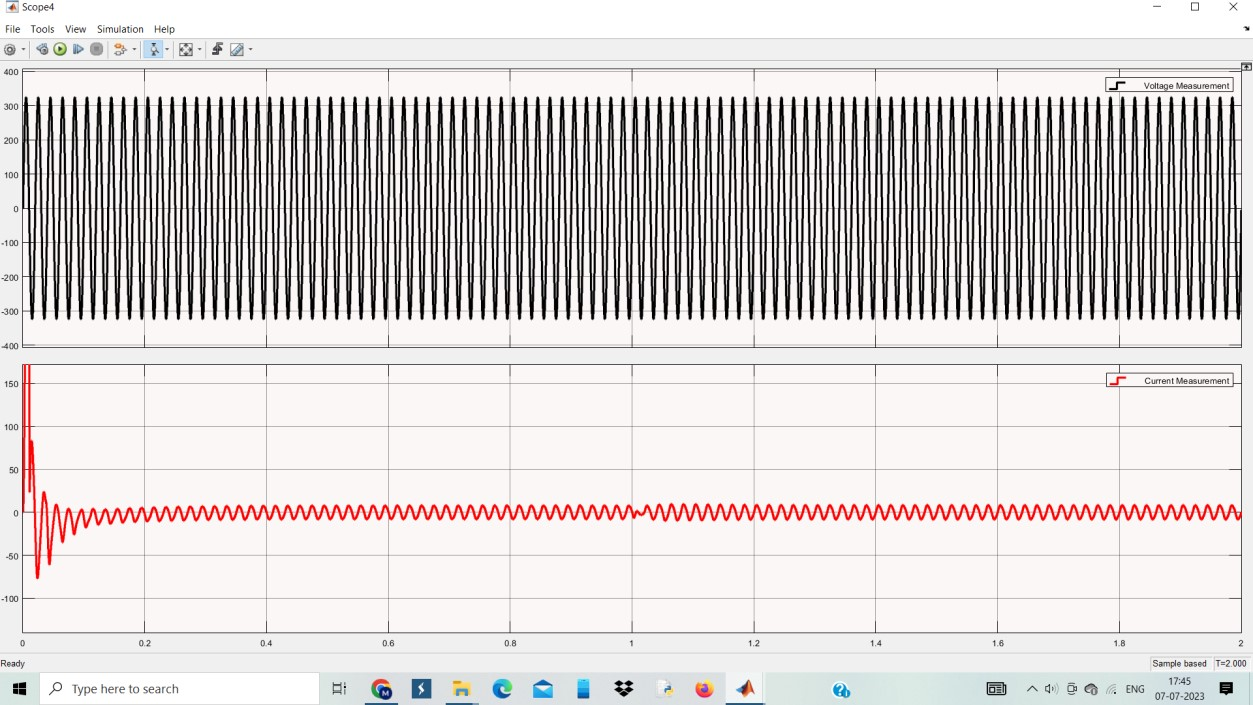 Scope4
File Tools View Simulation Help
400
300
200
100
0
-100
-200
-300
-400
Voltage Measurement
150
100
50
0
-50
-100
Current Measurement
0 0.2 0.4 0.6 0.8 1 1.2 1.4 1.6 1.8 2
Ready
Sample based T=2.000
Type here to search
ENG
17:45
07-07-2023